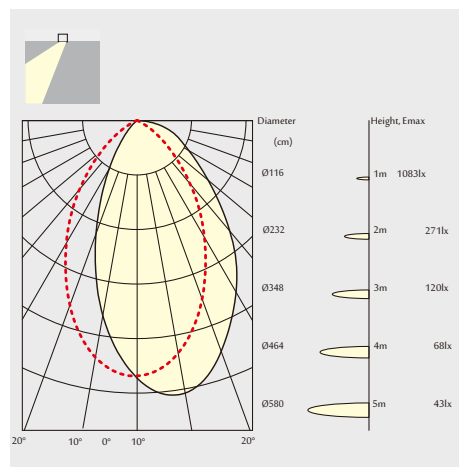 Diameter Height, Emax
(cm)
Ø116 1m 1083lx
Ø232 2m 271lx
Ø348 3m 120lx
Ø464 4m 68lx
Ø580 5m 43lx
20° 10° 0° 10° 20°